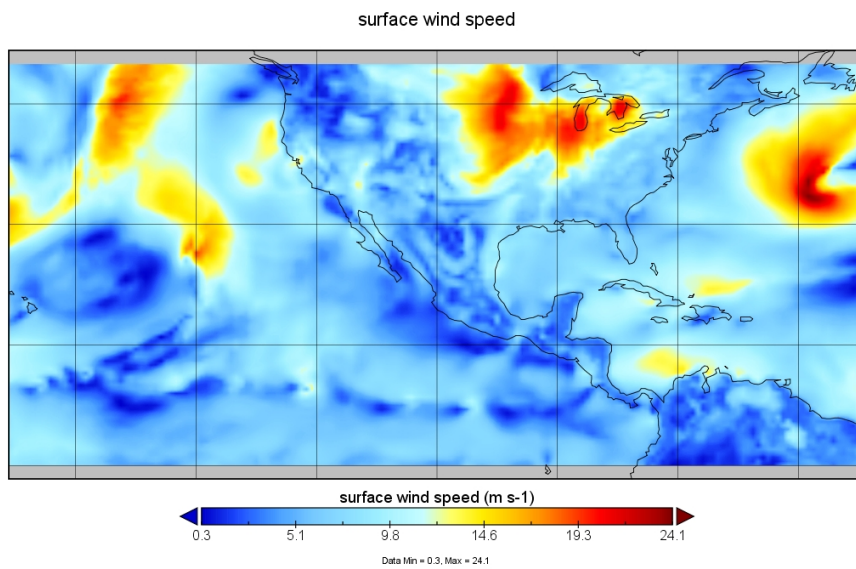 surface wind speed
surface wind speed (m s-1)
0.3 5.1 9.8 14.6 19.3 24.1
Data Min = 0.3, Max = 24.1